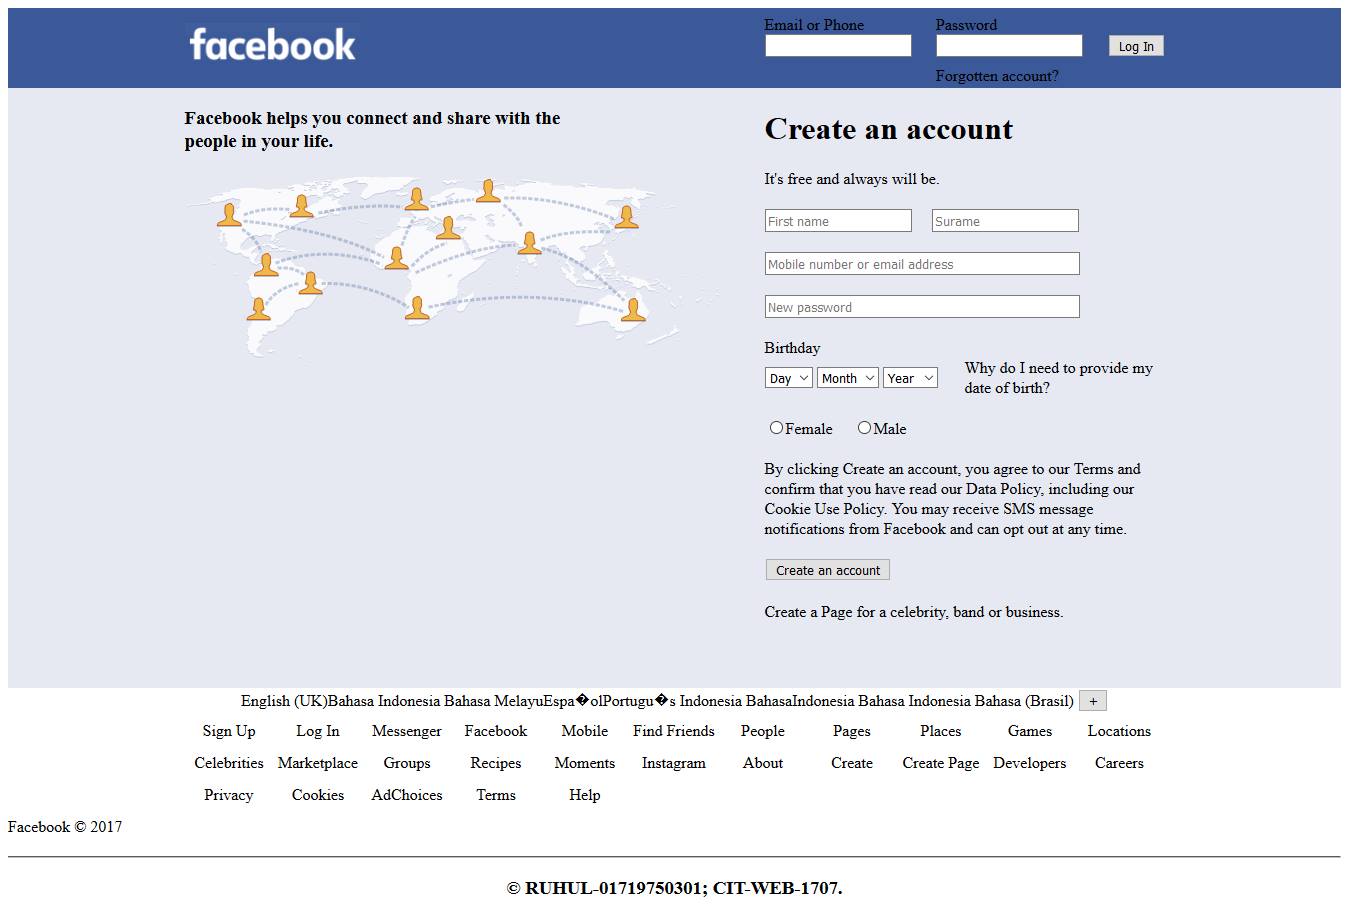 facebook
Email or Phone Password
Log In
Forgotten account?
Facebook helps you connect and share with the
people in your life.
Create an account
It's free and always will be.
First name Surame
Mobile number or email address
New password
Birthday
Day Month Year
Why do I need to provide my
date of birth?
Female Male
By clicking Create an account, you agree to our Terms and
confirm that you have read our Data Policy, including our
Cookie Use Policy. You may receive SMS message
notifications from Facebook and can opt out at any time.
Create an account
Create a Page for a celebrity, band or business.
English (UK)Bahasa Indonesia Bahasa MelayuEspa�olPortugu�s Indonesia BahasaIndonesia Bahasa Indonesia Bahasa (Brasil) +
Sign Up Log In Messenger Facebook Mobile Find Friends People Pages Places Games Locations
Celebrities Marketplace Groups Recipes Moments Instagram About Create Create Page Developers Careers
Privacy Cookies AdChoices Terms Help
Facebook © 2017
© RUHUL-01719750301; CIT-WEB-1707.